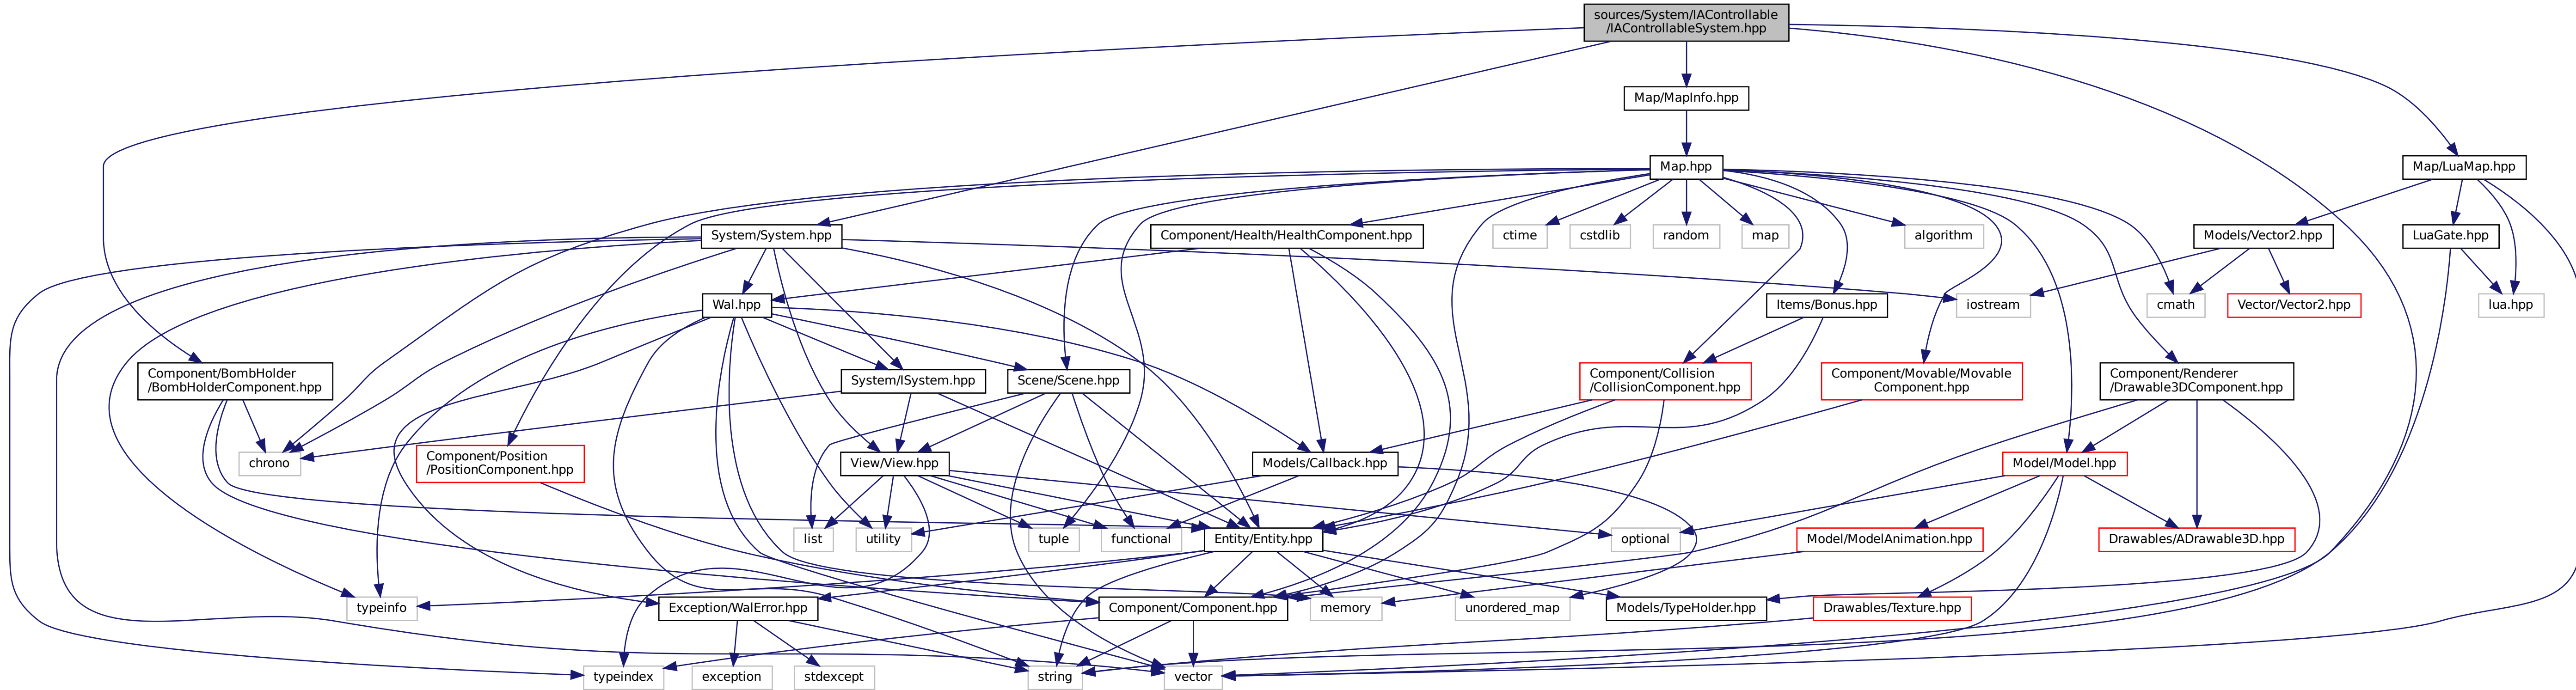 sources/System/IAControllable
/IAControllableSystem.hpp
Map/MapInfo.hpp
Map.hpp
Map/LuaMap.hpp
System/System.hpp
Component/Health/HealthComponent.hpp
ctime
cstdlib
random
map
algorithm
Models/Vector2.hpp
LuaGate.hpp
Wal.hpp
Items/Bonus.hpp
iostream
cmath
Vector/Vector2.hpp
lua.hpp
Component/BombHolder
/BombHolderComponent.hpp
System/ISystem.hpp
Scene/Scene.hpp
Component/Collision
/CollisionComponent.hpp
Component/Movable/Movable
Component.hpp
Component/Renderer
/Drawable3DComponent.hpp
chrono
Component/Position
/PositionComponent.hpp
View/View.hpp
Models/Callback.hpp
Model/Model.hpp
list
utility
tuple
functional
Entity/Entity.hpp
optional
Model/ModelAnimation.hpp
Drawables/ADrawable3D.hpp
typeinfo
Exception/WalError.hpp
Component/Component.hpp
memory
unordered_map
Models/TypeHolder.hpp
Drawables/Texture.hpp
typeindex
exception
stdexcept
string
vector